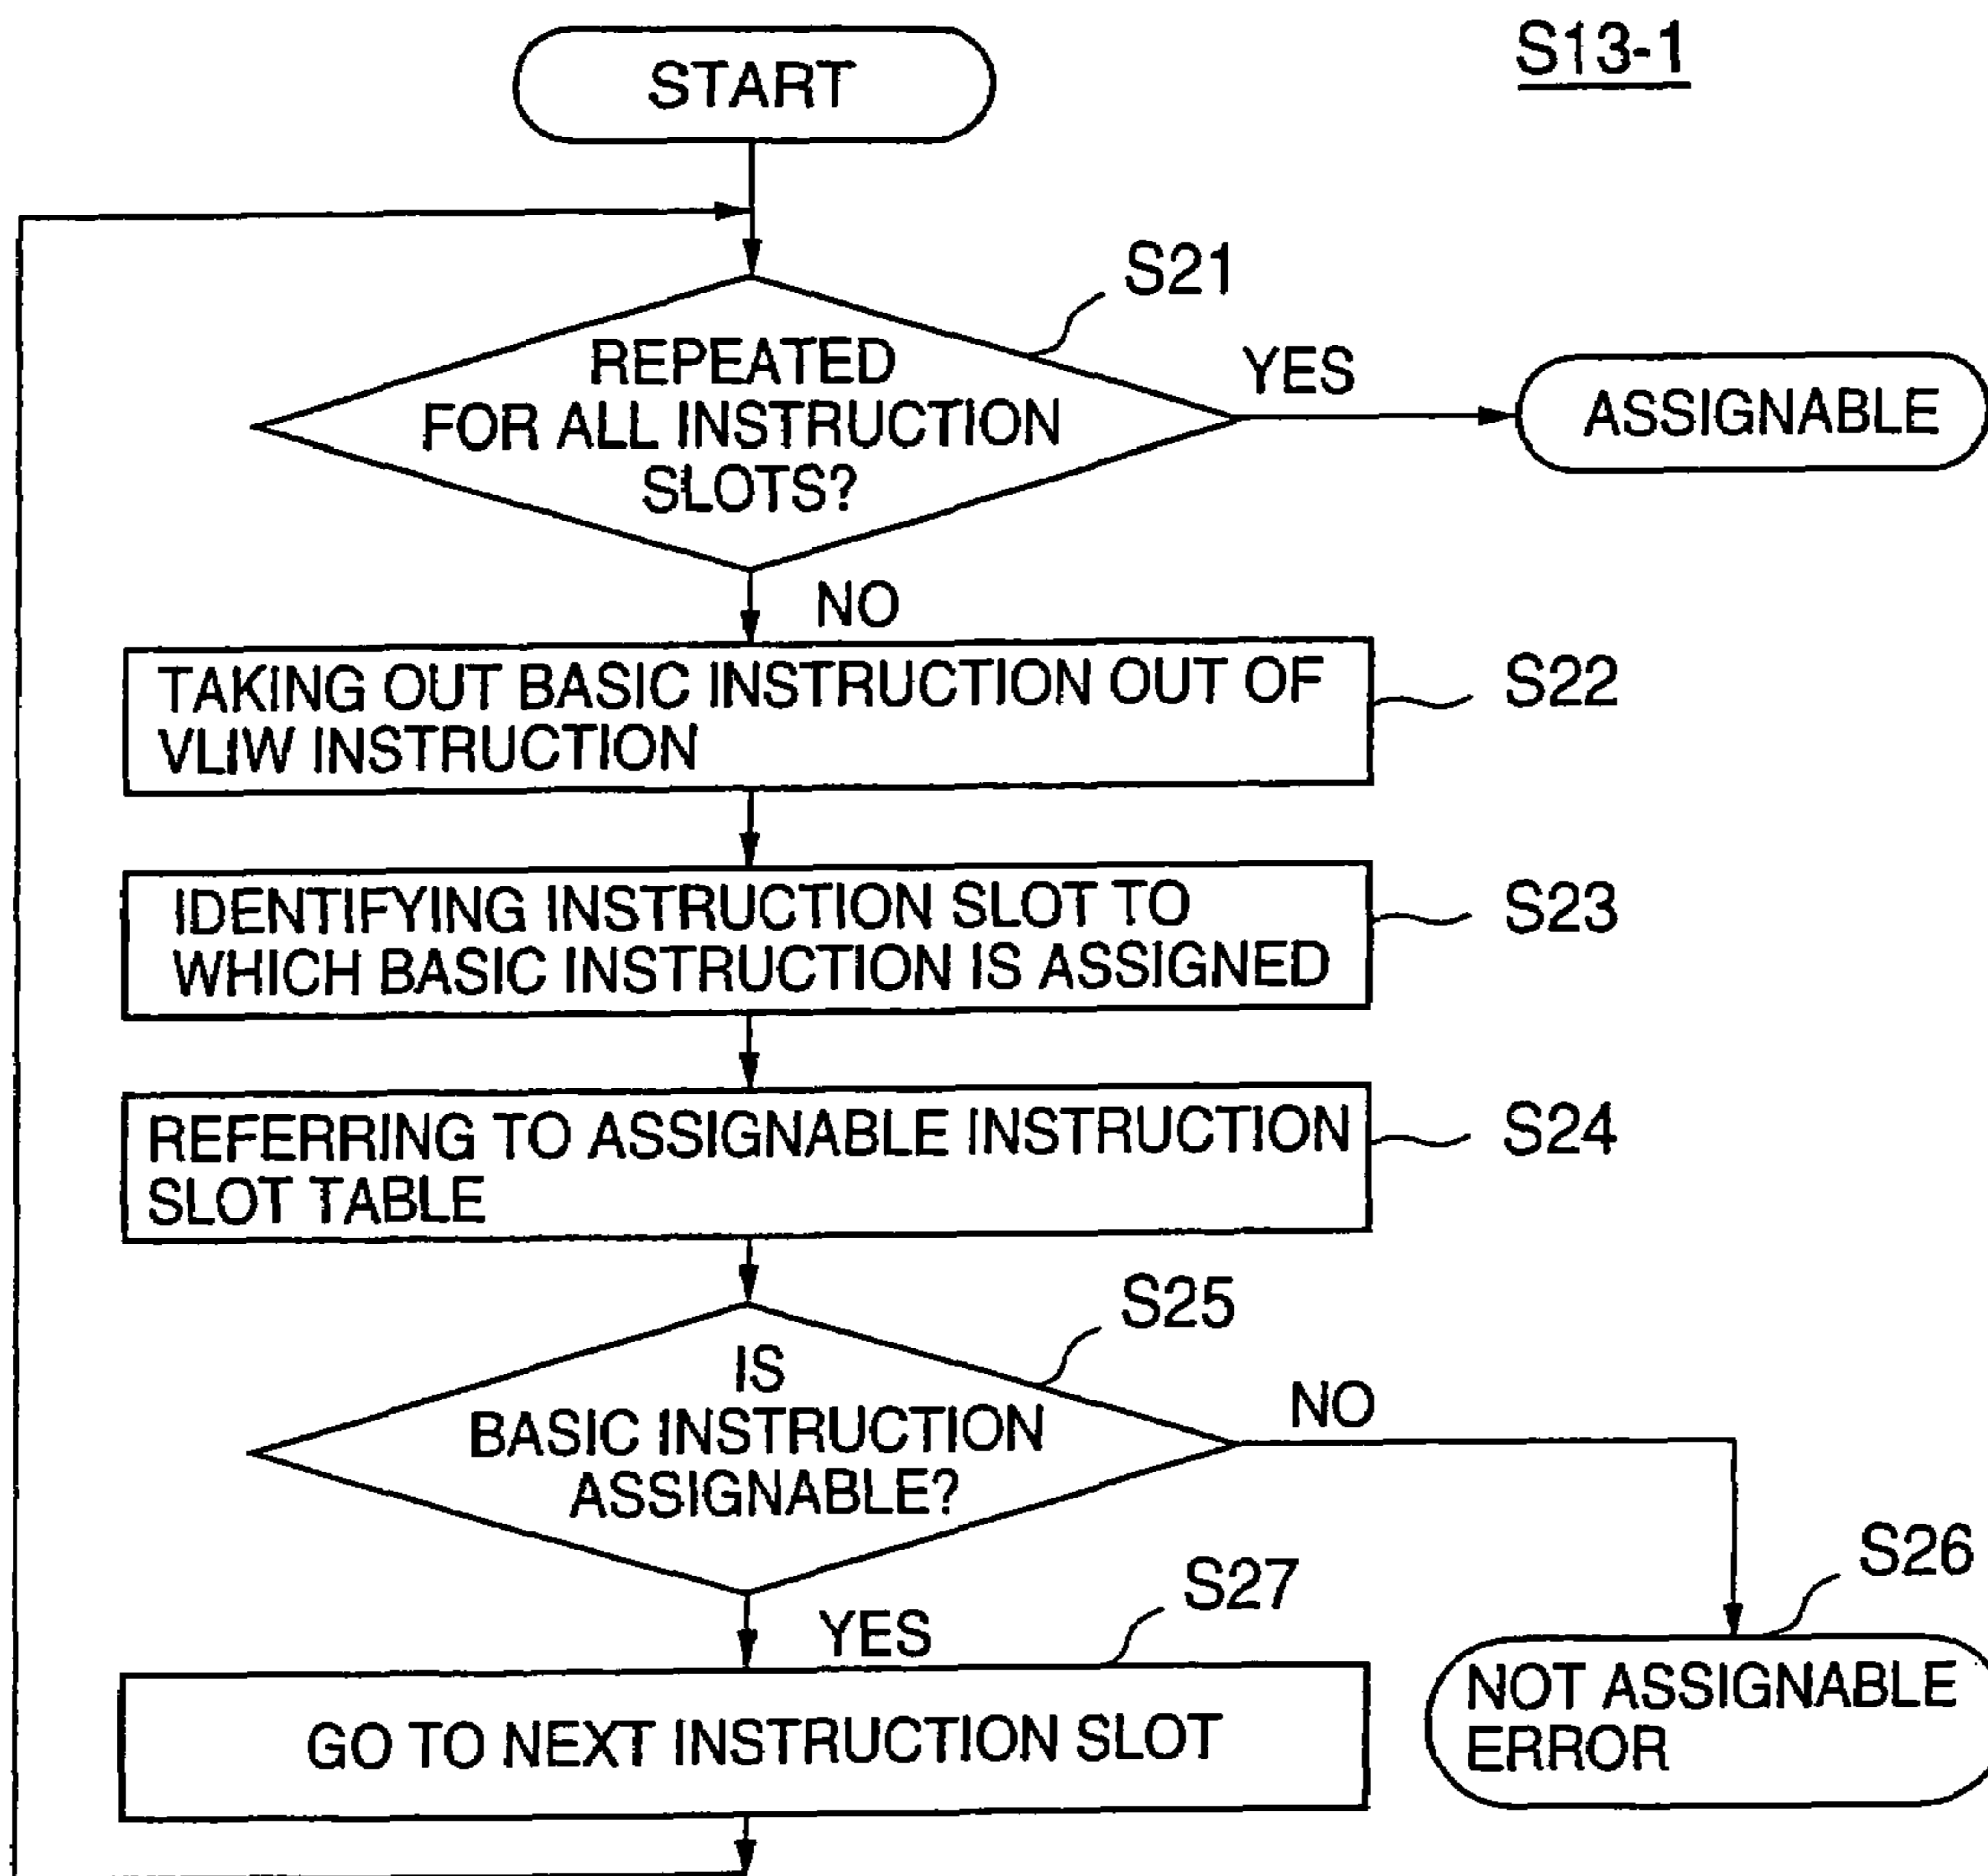 S13-1
START
S21
REPEATED
FOR ALL INSTRUCTION
SLOTS?
YES
ASSIGNABLE
NO
TAKING OUT BASIC INSTRUCTION OUT OF
VLIW INSTRUCTION
S22
IDENTIFYING INSTRUCTION SLOT TO
WHICH BASIC INSTRUCTION IS ASSIGNED
S23
REFERRING TO ASSIGNABLE INSTRUCTION
SLOT TABLE
S24
S25
IS
BASIC INSTRUCTION
ASSIGNABLE?
NO
S26
NOT ASSIGNABLE
ERROR
YES
S27
GO TO NEXT INSTRUCTION SLOT